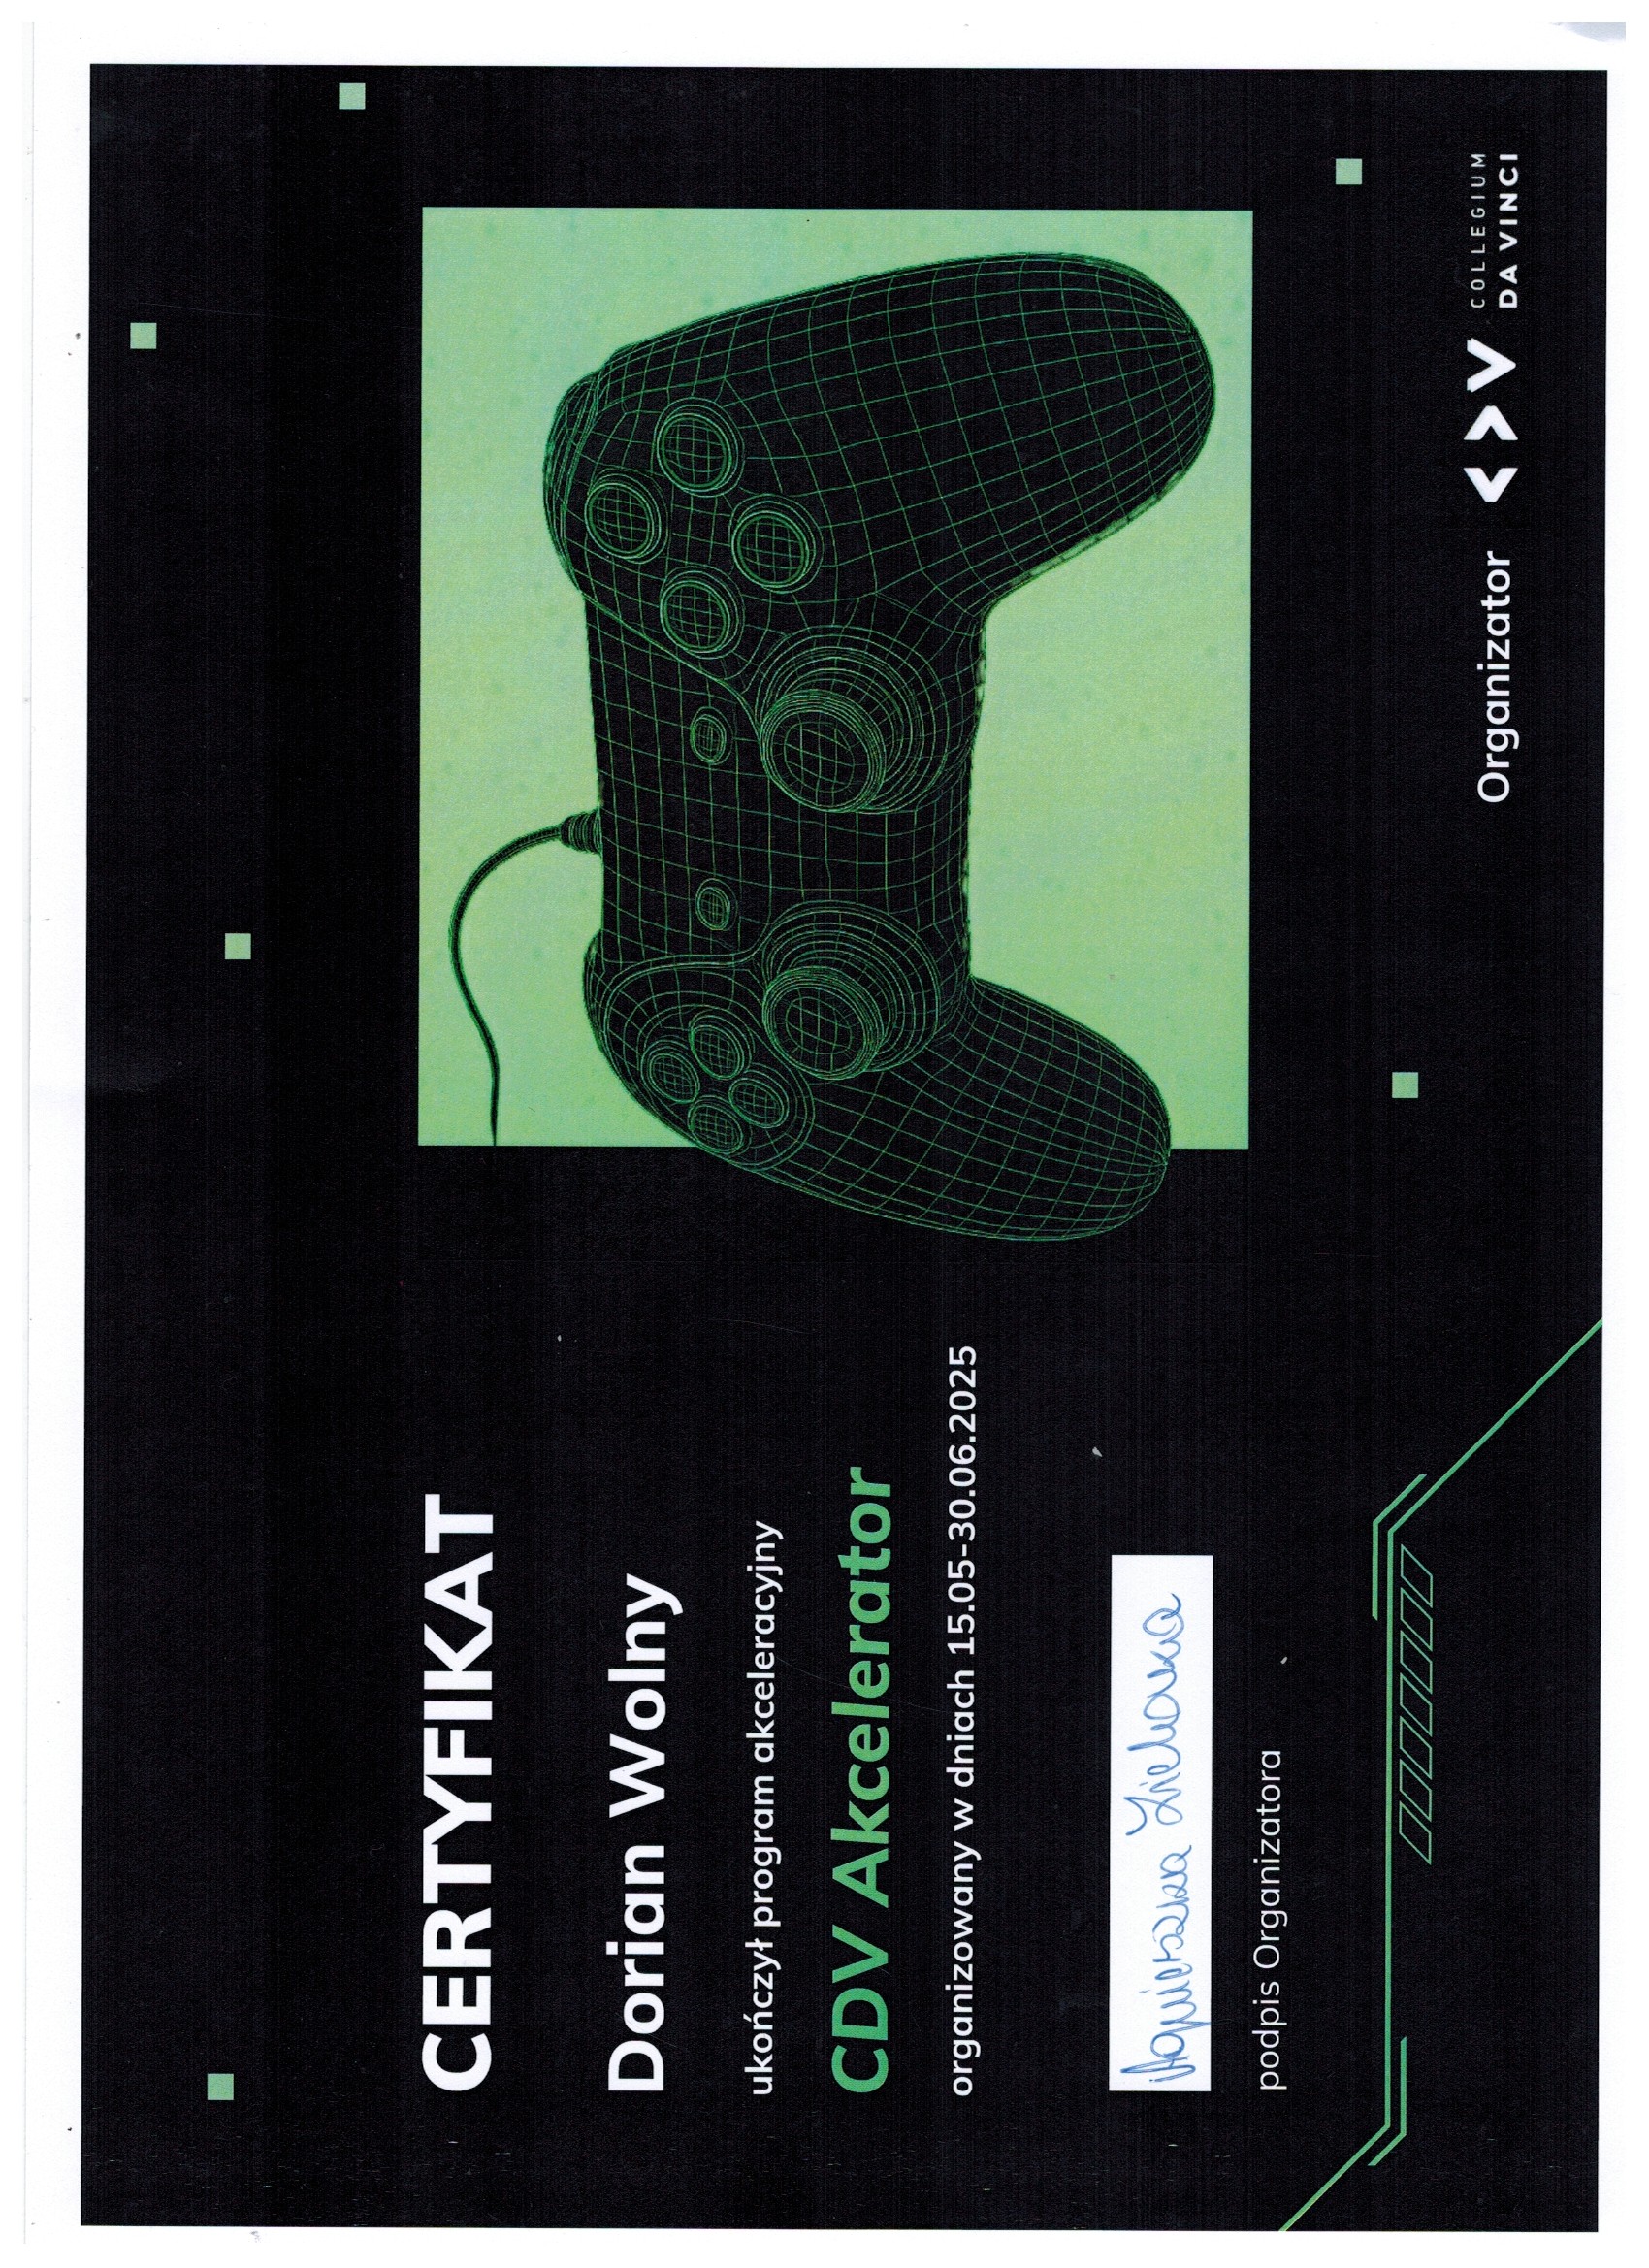 CERTYFIKAT
Dorian Wolny
ukończył program akceleracyjny
CDV Akcelerator
organizowany w dniach 15.05-30.06.2025
Agnieszka
podpis Organizatora
Organizator
COLLEGIUM
DA VINCI